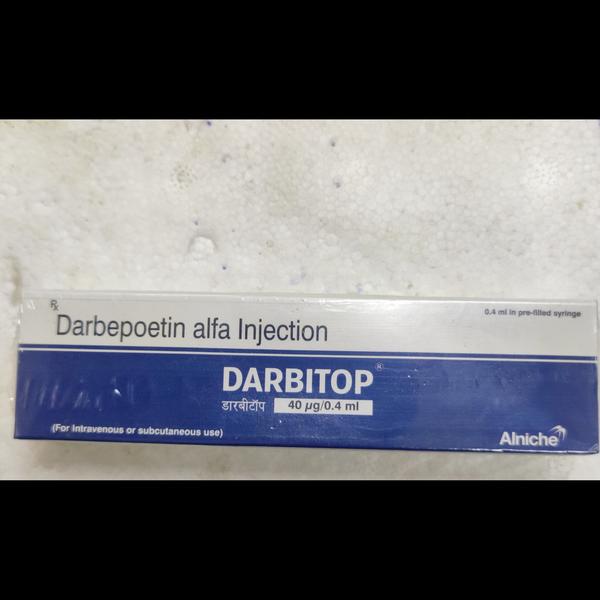 ℞
0.4 ml in pre-filled syringe
Darbepoetin alfa Injection
DARBITOP®
डारबीटॉप 40 µg/0.4 ml
(For Intravenous or subcutaneous use)
Alniche